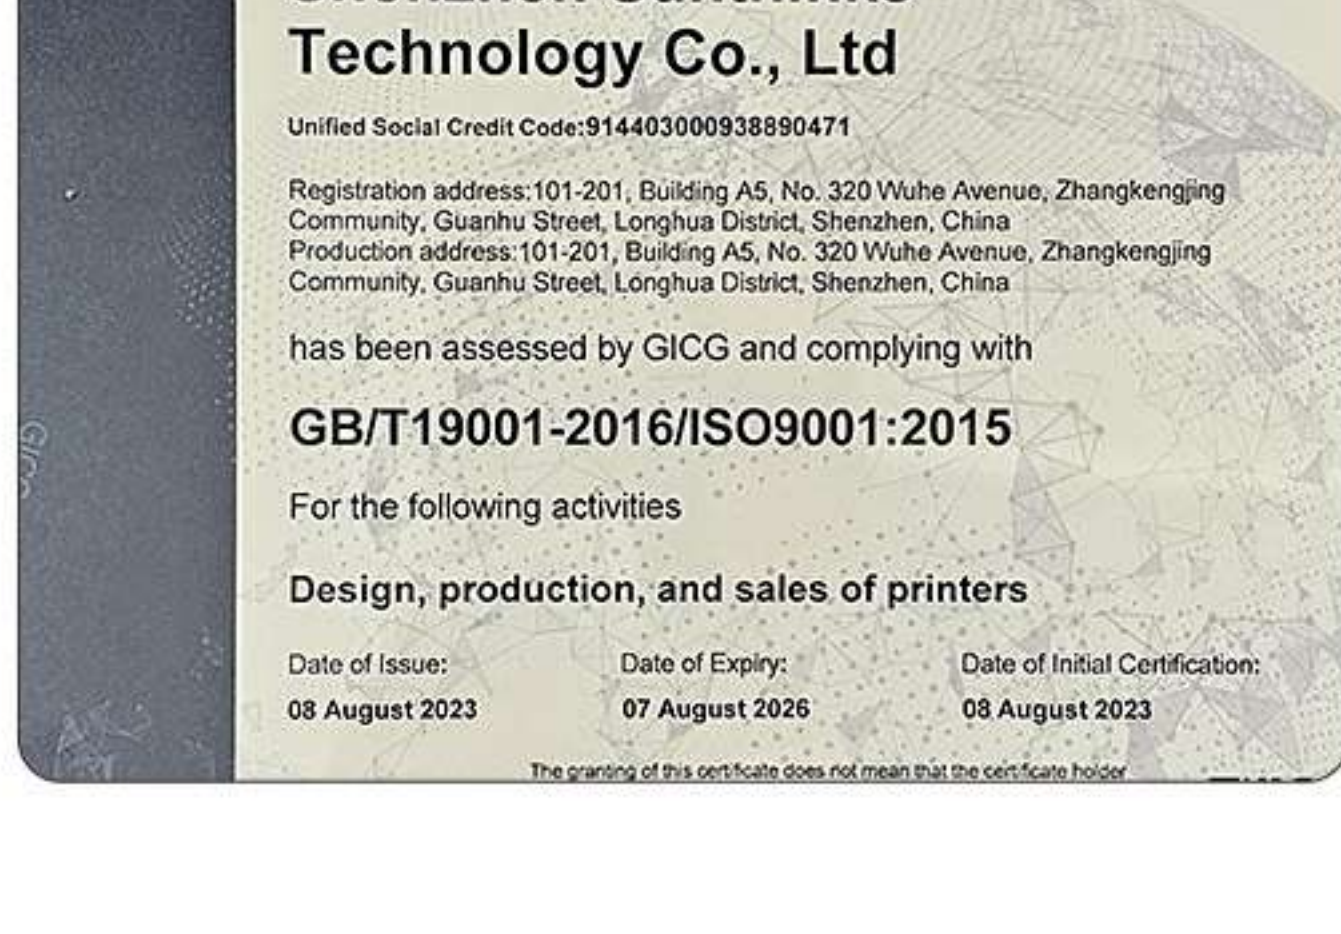 Technology Co., Ltd
Unified Social Credit Code:914403000938890471
Registration address:101-201, Building A5, No. 320 Wuhe Avenue, Zhangkengjing
Community, Guanhu Street, Longhua District, Shenzhen, China
Production address:101-201, Building A5, No. 320 Wuhe Avenue, Zhangkengjing
Community, Guanhu Street, Longhua District, Shenzhen, China
has been assessed by GICG and complying with
GB/T19001-2016/ISO9001:2015
For the following activities
Design, production, and sales of printers
Date of Issue: Date of Expiry: Date of Initial Certification:
08 August 2023 07 August 2026 08 August 2023
The granting of this certificate does not mean that the certificate holder
GICG